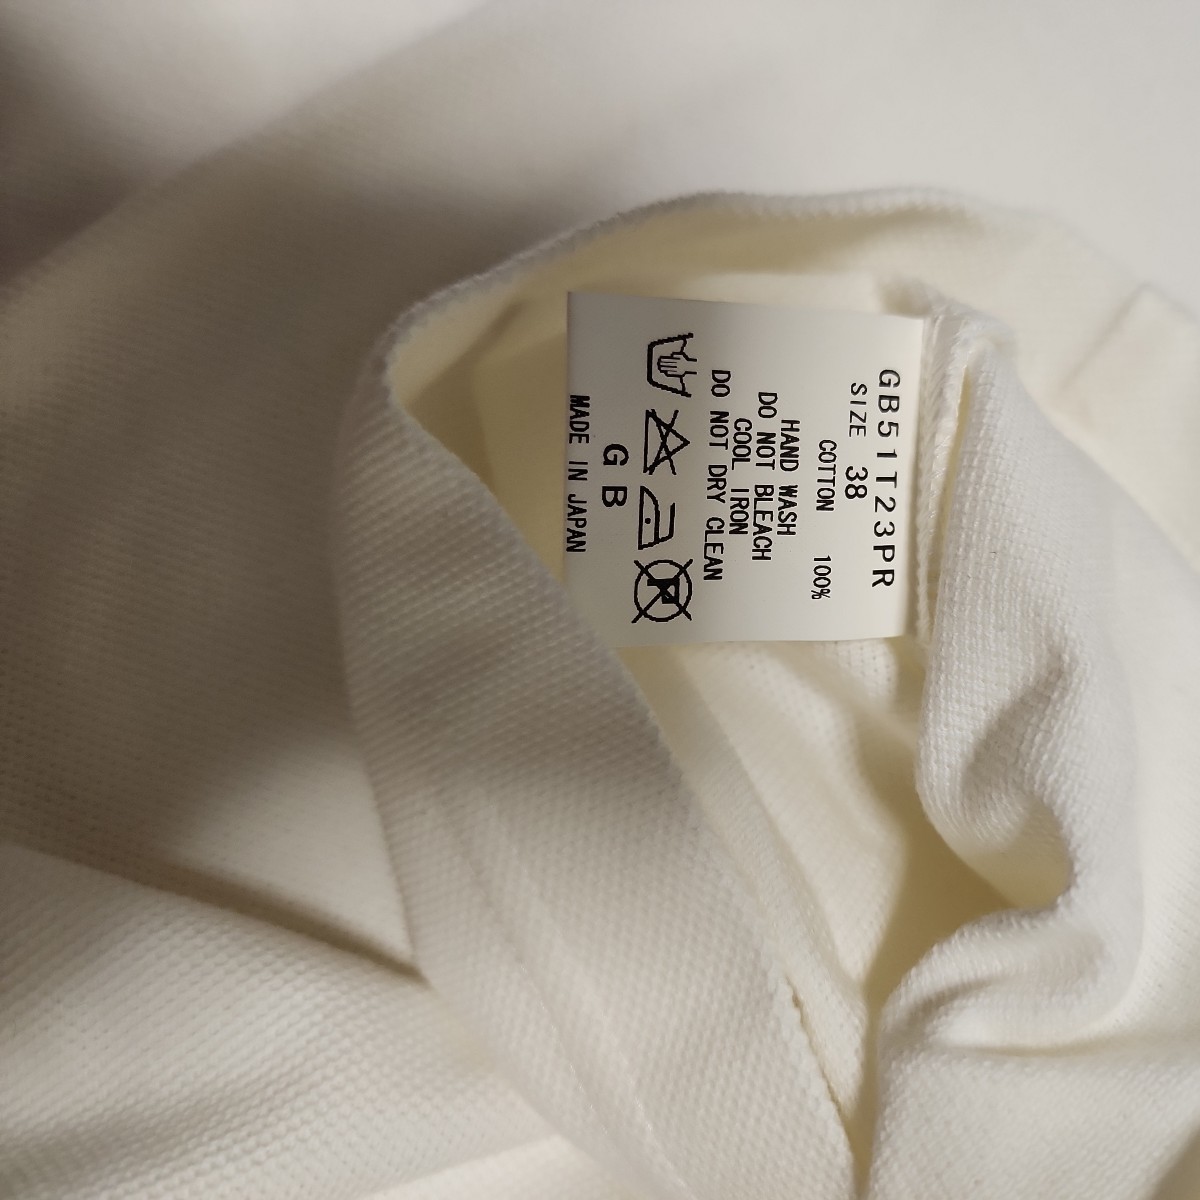 GB51T23PR
SIZE 38
COTTON 100%
HAND WASH
DO NOT BLEACH
COOL IRON
DO NOT DRY CLEAN
GB
MADE IN JAPAN